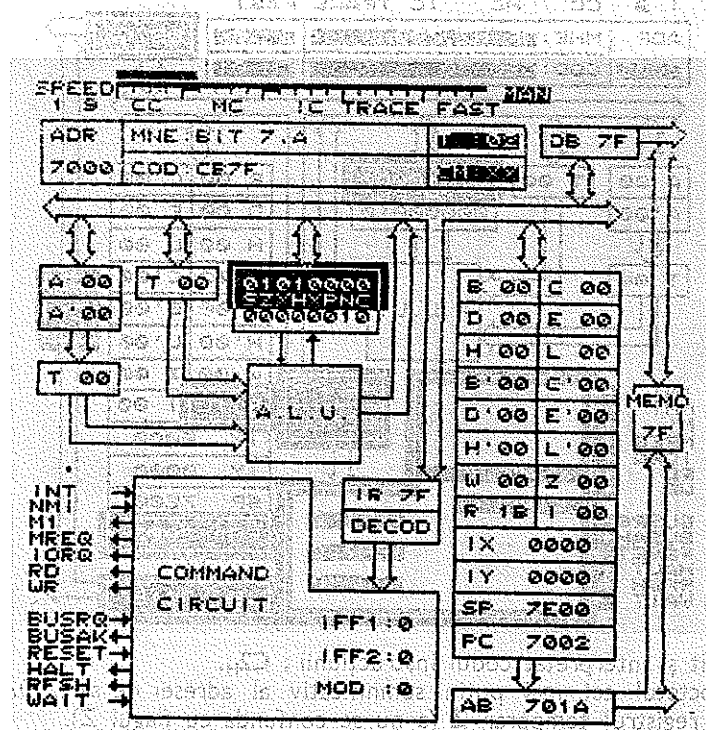 SPEED
1 9 CC MC IC TRACE FAST
ADR MNE:BIT 7,A
7000 COD:CB7F
DB 7F
A 00
A'00
T 00
T 00
01010000
SZXHYPNC
00000010
A.L.U.
B 00 C 00
D 00 E 00
H 00 L 00
B'00 C'00
D'00 E'00
H'00 L'00
W 00 Z 00
R 1B I 00
IX 0000
IY 0000
SP 7E00
PC 7002
AB 701A
MEMO
7F
IR 7F
DECOD
INT
NMI
M1
MREQ
IORQ
RD
WR
BUSRQ
BUSAK
RESET
HALT
RFSH
WAIT
COMMAND
CIRCUIT
IFF1:0
IFF2:0
MOD :0